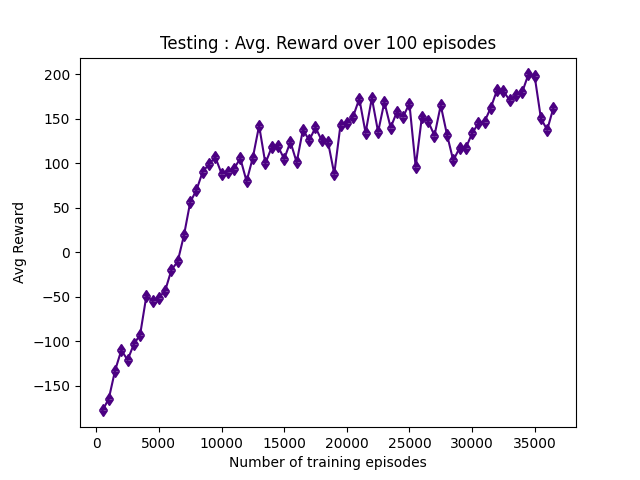 Testing : Avg. Reward over 100 episodes
200
150
100
50
0
−50
−100
−150
Avg Reward
0 5000 10000 15000 20000 25000 30000 35000
Number of training episodes